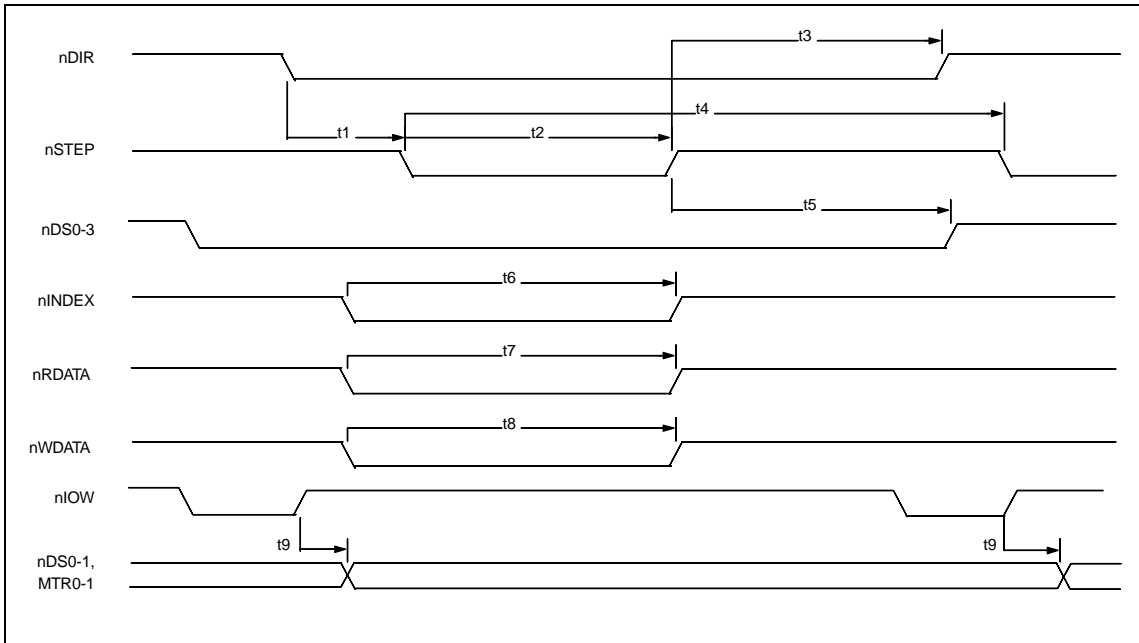 nDIR
t3
t4
t1
t2
nSTEP
t5
nDS0-3
t6
nINDEX
t7
nRDATA
t8
nWDATA
nIOW
t9
t9
nDS0-1,
MTR0-1